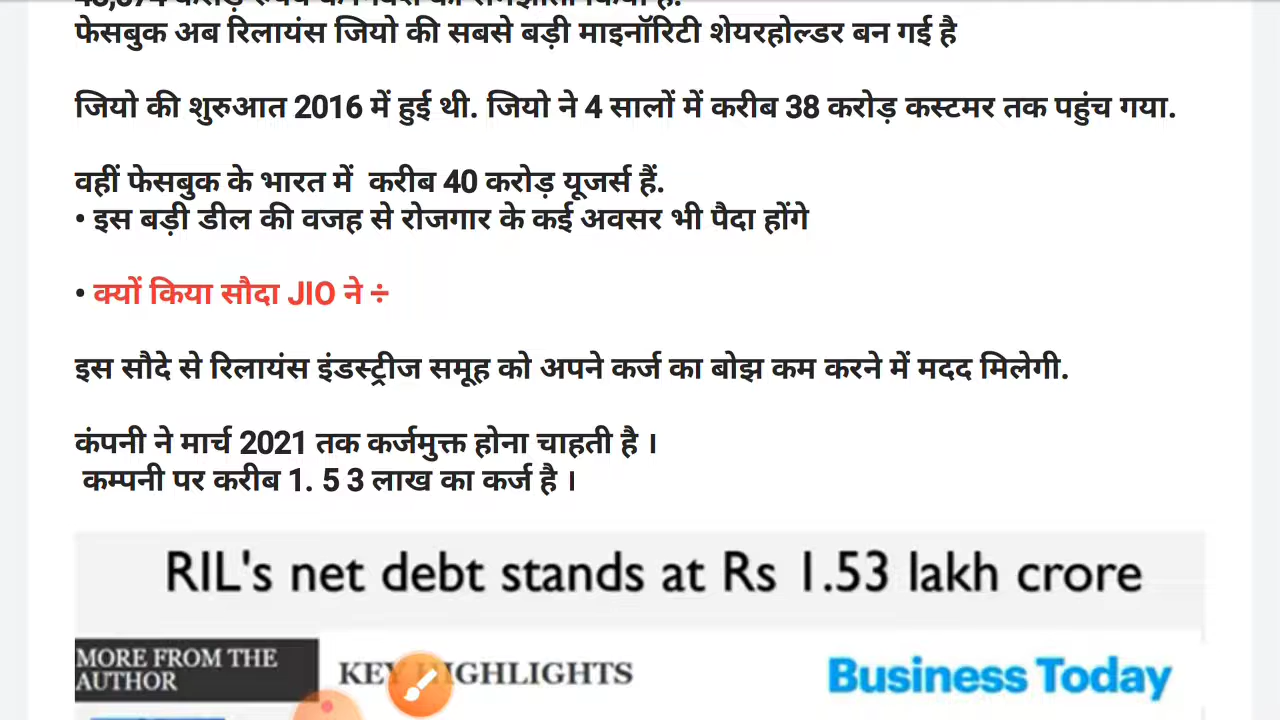 फेसबुक अब रिलायंस जियो की सबसे बड़ी माइनॉरिटी शेयरहोल्डर बन गई है
जियो की शुरुआत 2016 में हुई थी. जियो ने 4 सालों में करीब 38 करोड़ कस्टमर तक पहुंच गया.
वहीं फेसबुक के भारत में करीब 40 करोड़ यूजर्स हैं.
• इस बड़ी डील की वजह से रोजगार के कई अवसर भी पैदा होंगे
• क्यों किया सौदा JIO ने ÷
इस सौदे से रिलायंस इंडस्ट्रीज समूह को अपने कर्ज का बोझ कम करने में मदद मिलेगी.
कंपनी ने मार्च 2021 तक कर्जमुक्त होना चाहती है ।
कम्पनी पर करीब 1. 5 3 लाख का कर्ज है ।
RIL's net debt stands at Rs 1.53 lakh crore
MORE FROM THE
AUTHOR
KEY HIGHLIGHTS
Business Today